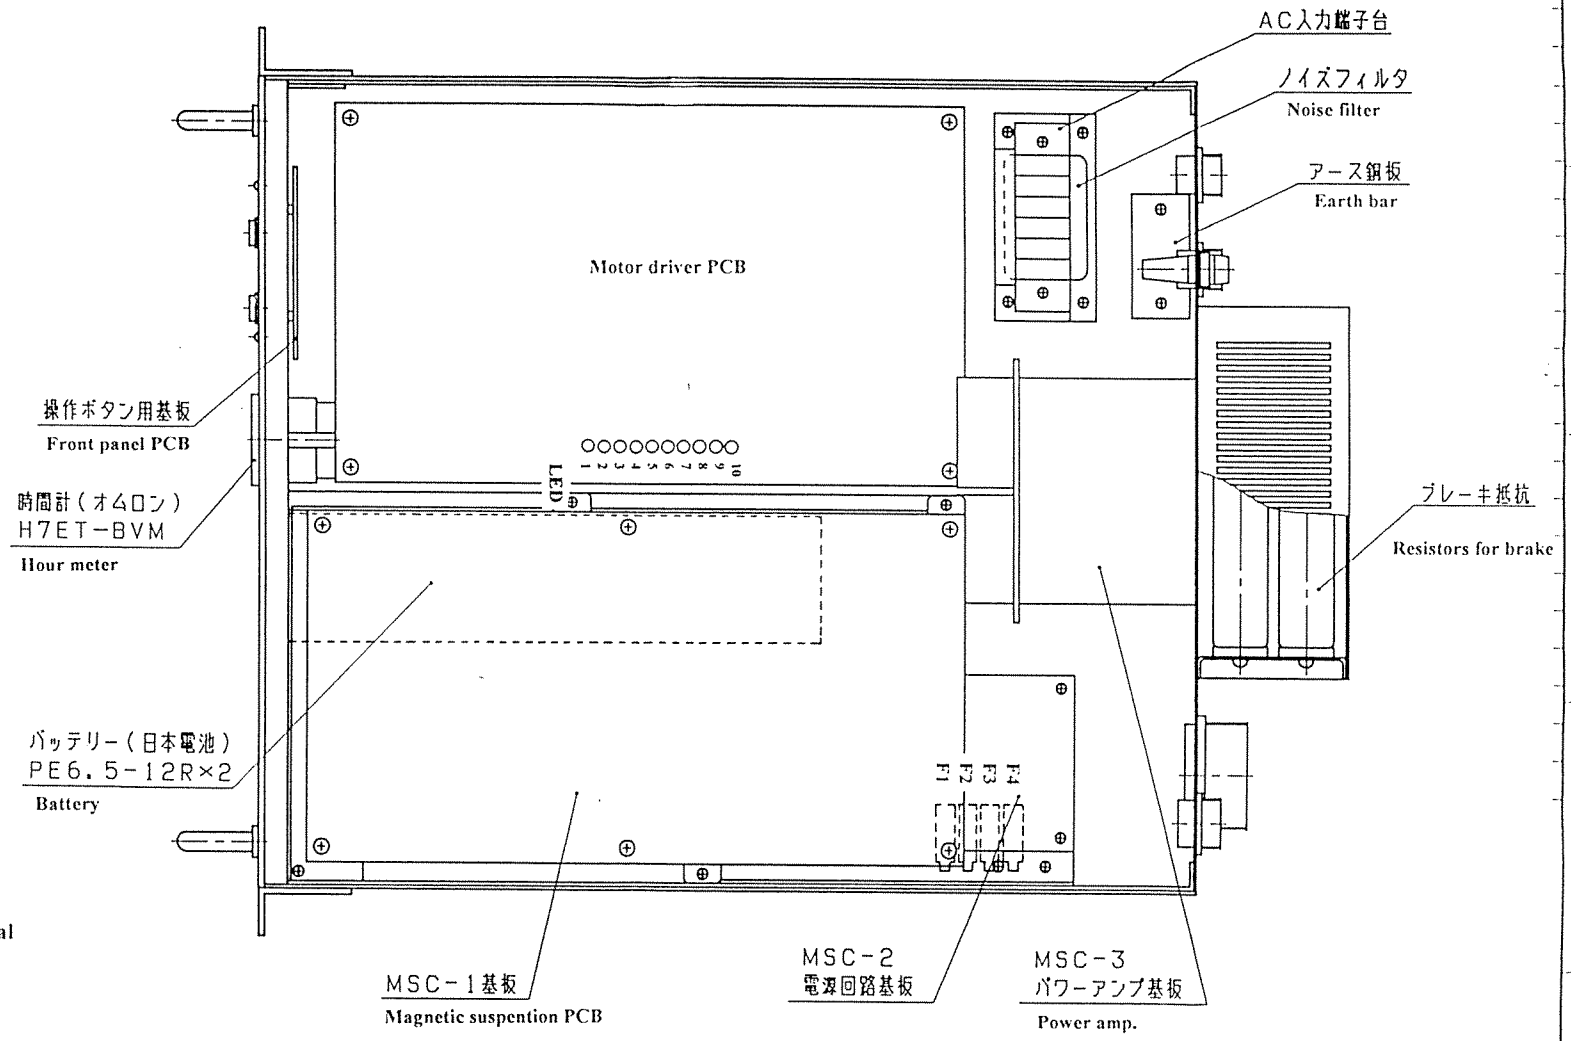 AC入力端子台
ノイズフィルタ
Noise filter
アース銅板
Earth bar
Motor driver PCB
操作ボタン用基板
Front panel PCB
1 2 3 4 5 6 7 8 9 10
LED
時間計(オムロン)
H7ET-BVM
Hour meter
ブレーキ抵抗
Resistors for brake
バッテリー(日本電池)
PE6.5-12R×2
Battery
F1 F2 F3 F4
al
MSC-1基板
Magnetic suspention PCB
MSC-2
電源回路基板
MSC-3
パワーアンプ基板
Power amp.